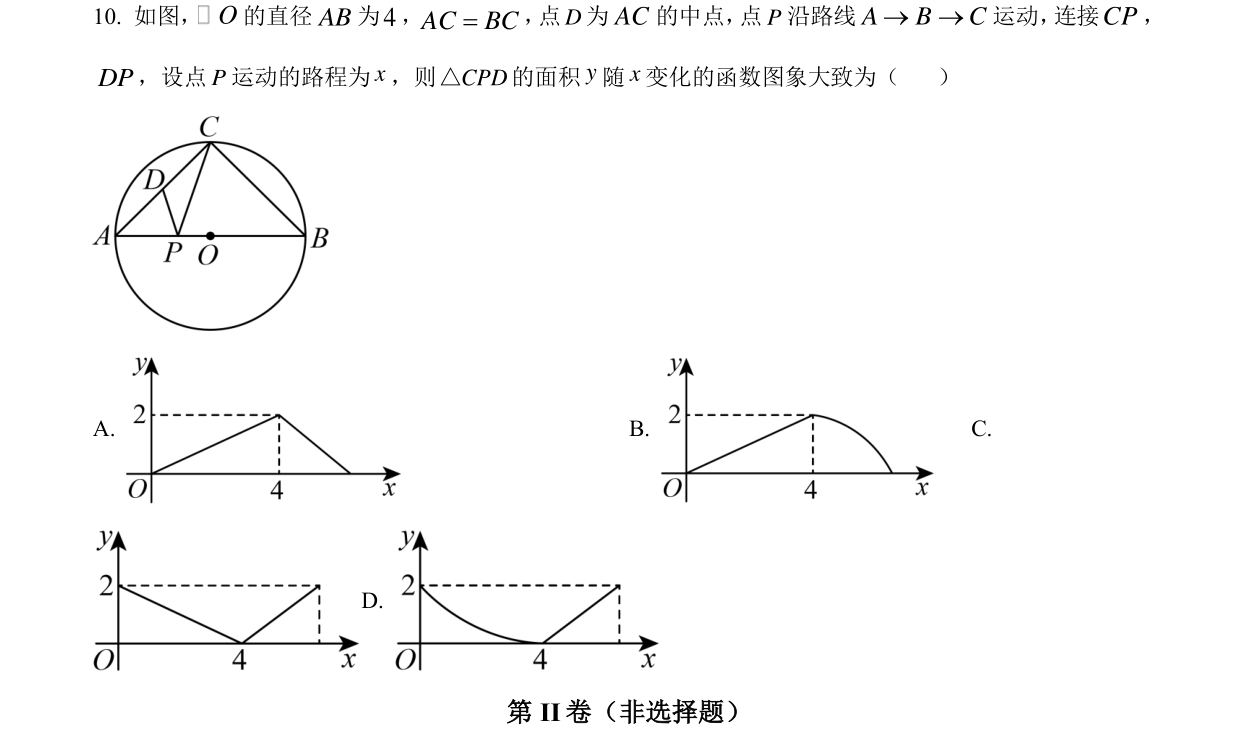 10. 如图，□ O 的直径 AB 为4，AC = BC，点 D 为 AC 的中点，点 P 沿路线 A → B → C 运动，连接 CP，
DP，设点 P 运动的路程为 x，则 △CPD 的面积 y 随 x 变化的函数图象大致为（　　）
C
D
A P O B
A. y 2 O 4 x
B. y 2 O 4 x
C.
y 2 O 4 x
D. y 2 O 4 x
第 II 卷（非选择题）